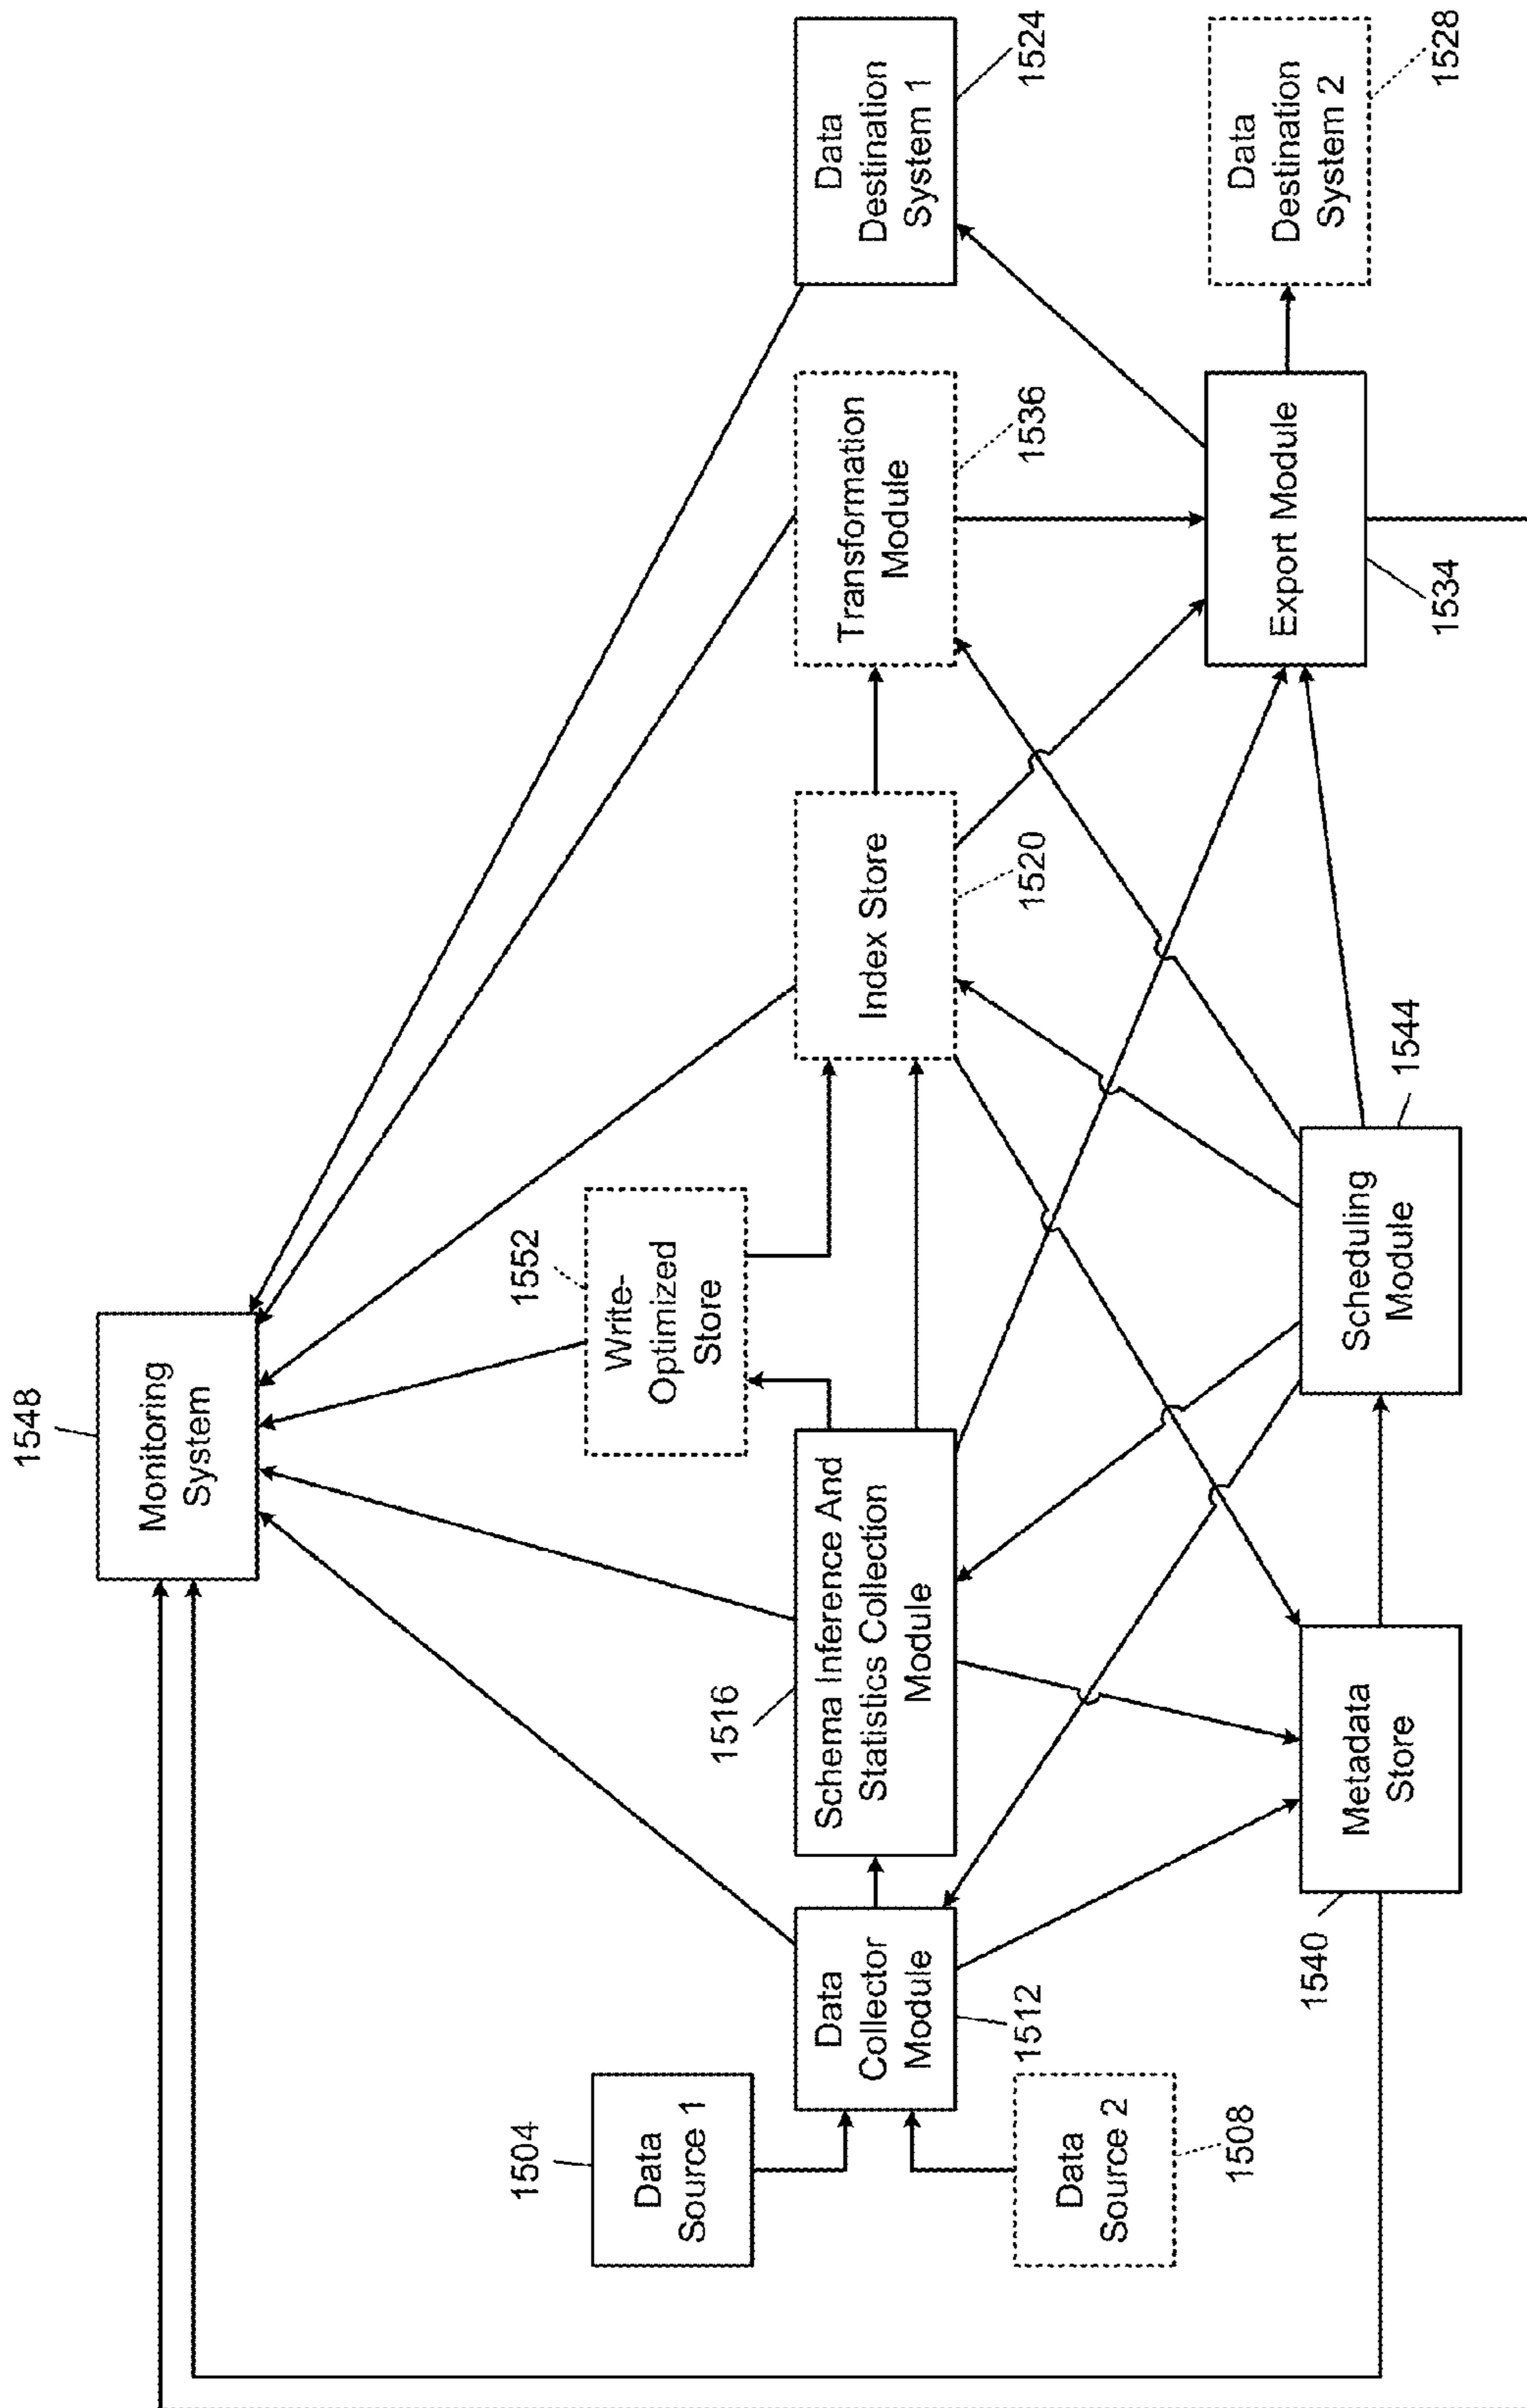 1548
Monitoring
System
1552
Write-
Optimized
Store
1504
Data
Source 1
1516
Data
Collector
Module
1512
Schema Inference And
Statistics Collection
Module
Index Store
1520
Transformation
Module
1536
Data
Destination
System 1
1524
Data
Source 2
1508
1540
Metadata
Store
Scheduling
Module
1544
Export Module
1534
Data
Destination
System 2
1528